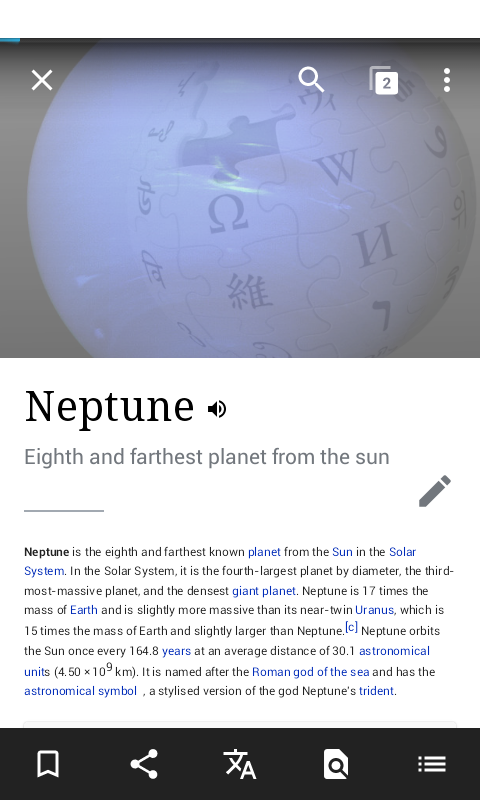 2
ヴィ
W
Ω
И
維
Neptune
Eighth and farthest planet from the sun
Neptune is the eighth and farthest known planet from the Sun in the Solar
System. In the Solar System, it is the fourth-largest planet by diameter, the third-
most-massive planet, and the densest giant planet. Neptune is 17 times the
mass of Earth and is slightly more massive than its near-twin Uranus, which is
15 times the mass of Earth and slightly larger than Neptune.[c] Neptune orbits
the Sun once every 164.8 years at an average distance of 30.1 astronomical
units (4.50 × 10⁹ km). It is named after the Roman god of the sea and has the
astronomical symbol , a stylised version of the god Neptune's trident.